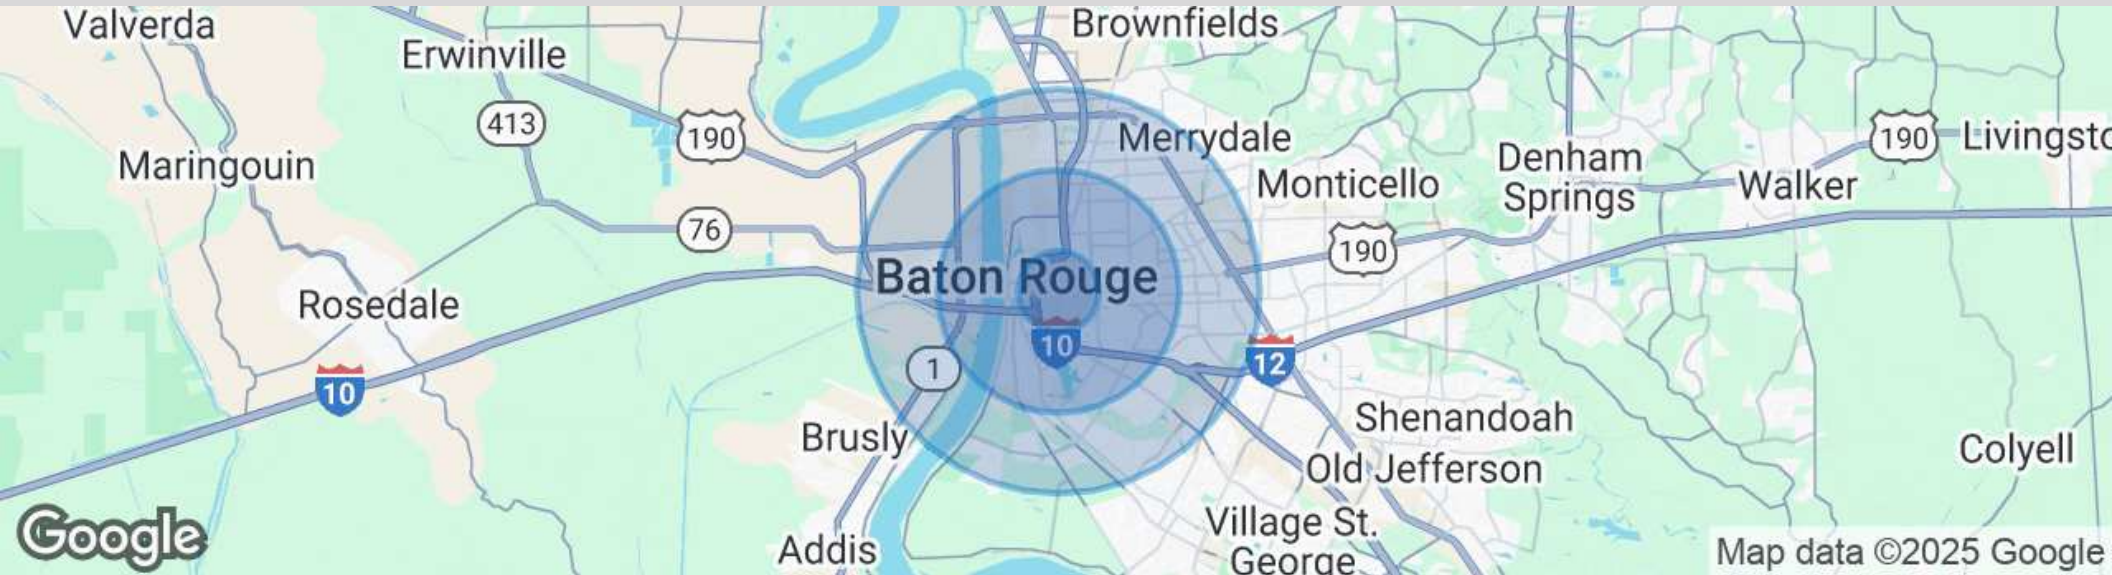 Valverda
Brownfields
Erwinville
413
190
Merrydale
190
Livingsto
Maringouin
Denham
Springs
Monticello
Walker
76
190
Baton Rouge
Rosedale
10
12
1
10
Shenandoah
Brusly
Old Jefferson
Colyell
Village St.
George
Addis
Google
Map data ©2025 Google